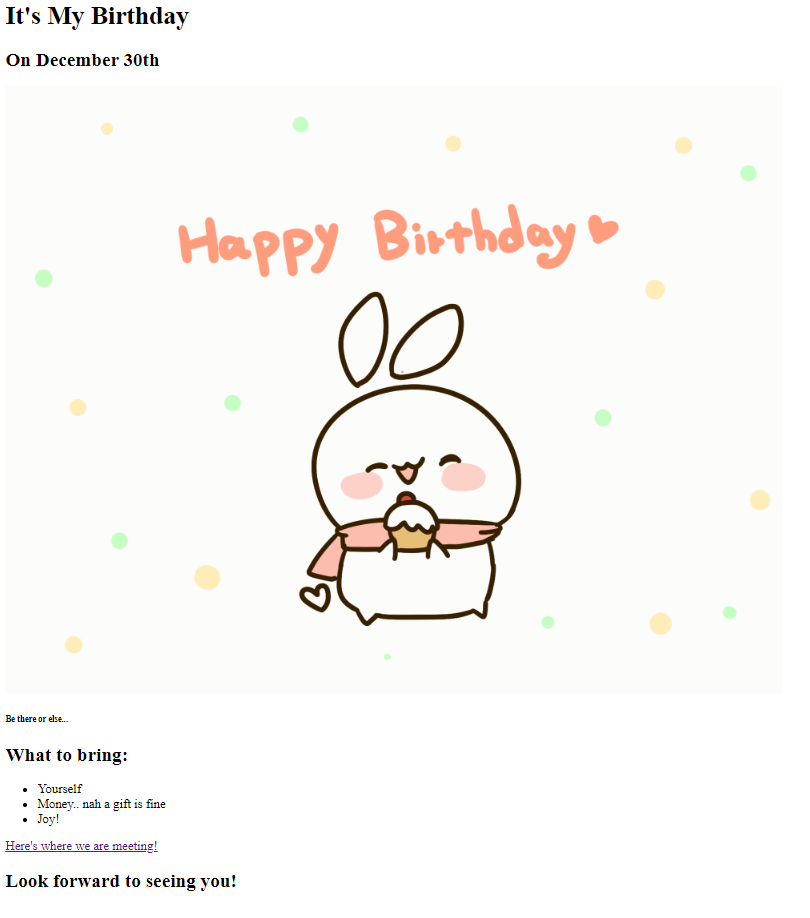 It's My Birthday
On December 30th
Happy Birthday
Be there or else...
What to bring:
Yourself
Money.. nah a gift is fine
Joy!
Here's where we are meeting!
Look forward to seeing you!